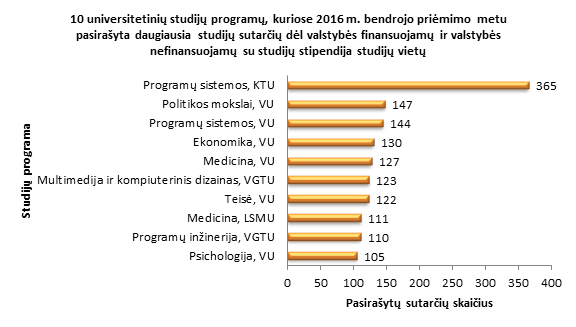 10 universitetinių studijų programų, kuriose 2016 m. bendrojo priėmimo metu
pasirašyta daugiausia studijų sutarčių dėl valstybės finansuojamų ir valstybės
nefinansuojamų su studijų stipendija studijų vietų
Studijų programa
Programų sistemos, KTU 365
Politikos mokslai, VU 147
Programų sistemos, VU 144
Ekonomika, VU 130
Medicina, VU 127
Multimedija ir kompiuterinis dizainas, VGTU 123
Teisė, VU 122
Medicina, LSMU 111
Programų inžinerija, VGTU 110
Psichologija, VU 105
0 50 100 150 200 250 300 350 400
Pasirašytų sutarčių skaičius